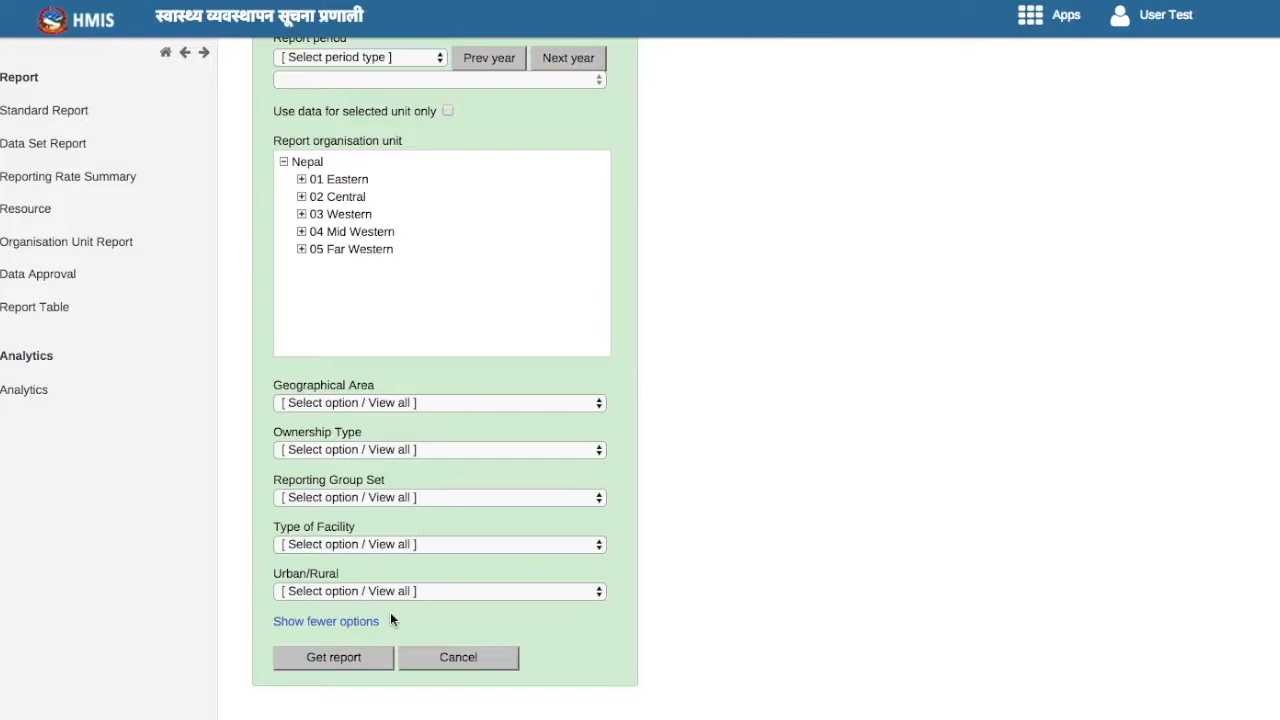 HMIS
स्वास्थ्य व्यवस्थापन सूचना प्रणाली
Apps
User Test
Report
Standard Report
Data Set Report
Reporting Rate Summary
Resource
Organisation Unit Report
Data Approval
Report Table
Analytics
Analytics
Report period
[ Select period type ]
Prev year
Next year
Use data for selected unit only
Report organisation unit
Nepal
01 Eastern
02 Central
03 Western
04 Mid Western
05 Far Western
Geographical Area
[ Select option / View all ]
Ownership Type
[ Select option / View all ]
Reporting Group Set
[ Select option / View all ]
Type of Facility
[ Select option / View all ]
Urban/Rural
[ Select option / View all ]
Show fewer options
Get report
Cancel